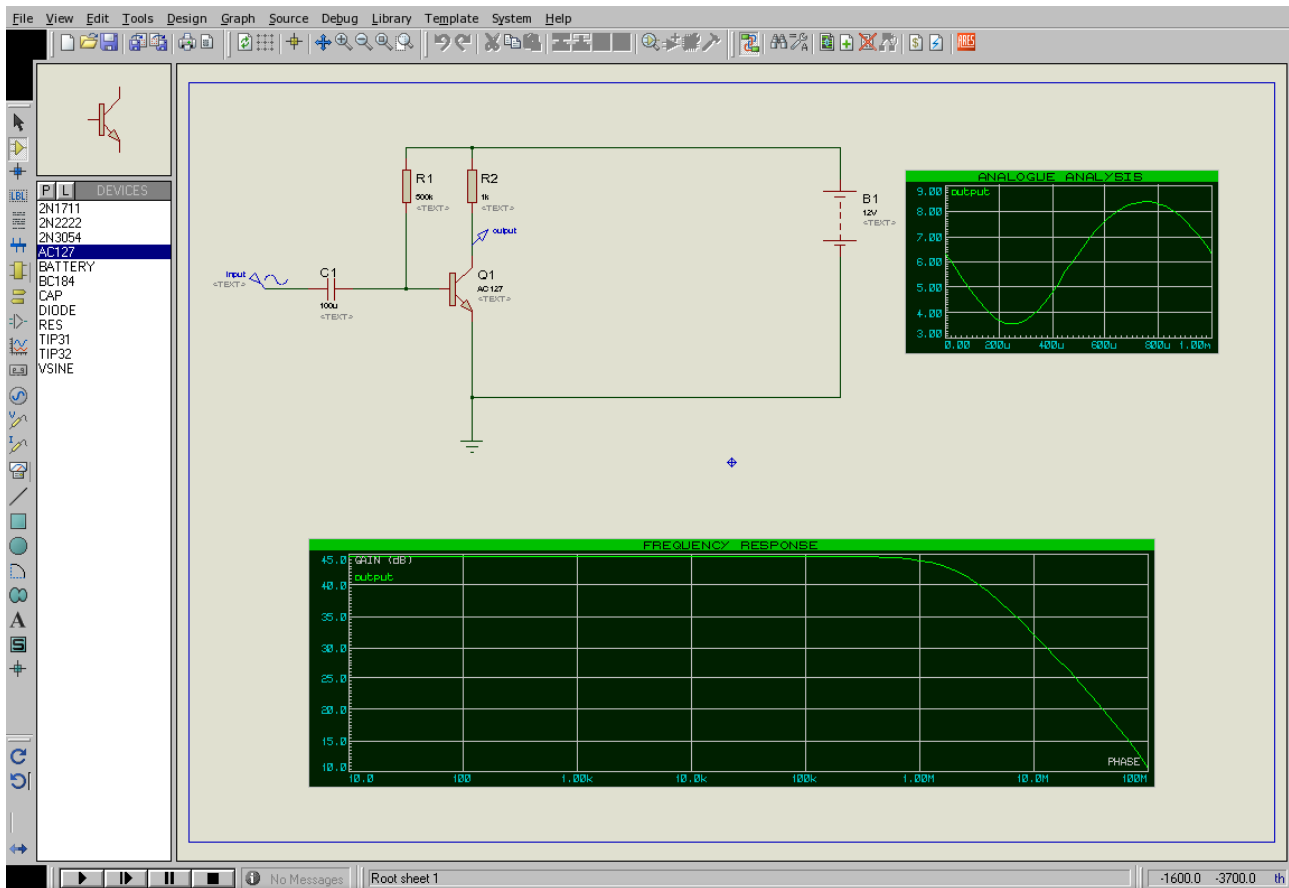 File View Edit Tools Design Graph Source Debug Library Template System Help
LBL
ARES
P L DEVICES
2N1711
2N2222
2N3054
AC127
BATTERY
BC184
CAP
DIODE
RES
TIP31
TIP32
VSINE
V
I
A
S
R1
500k
<TEXT>
R2
1k
<TEXT>
output
input
<TEXT>
C1
100u
<TEXT>
Q1
AC127
<TEXT>
B1
12V
<TEXT>
ANALOGUE ANALYSIS
9.00 output
8.00
7.00
6.00
5.00
4.00
3.00
0.00 200u 400u 600u 800u 1.00m
FREQUENCY RESPONSE
45.0 GAIN (dB)
output
40.0
35.0
30.0
25.0
20.0
15.0
10.0 PHASE
10.0 100 1.00k 10.0k 100k 1.00M 10.0M 100M
No Messages Root sheet 1 -1600.0 -3700.0 th